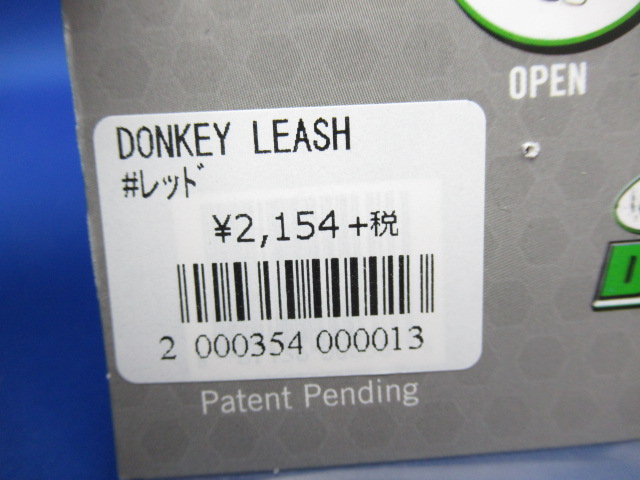 OPEN
DONKEY LEASH
#ﾚｯﾄﾞ
¥2,154+税
2 000354 000013
Patent Pending
D